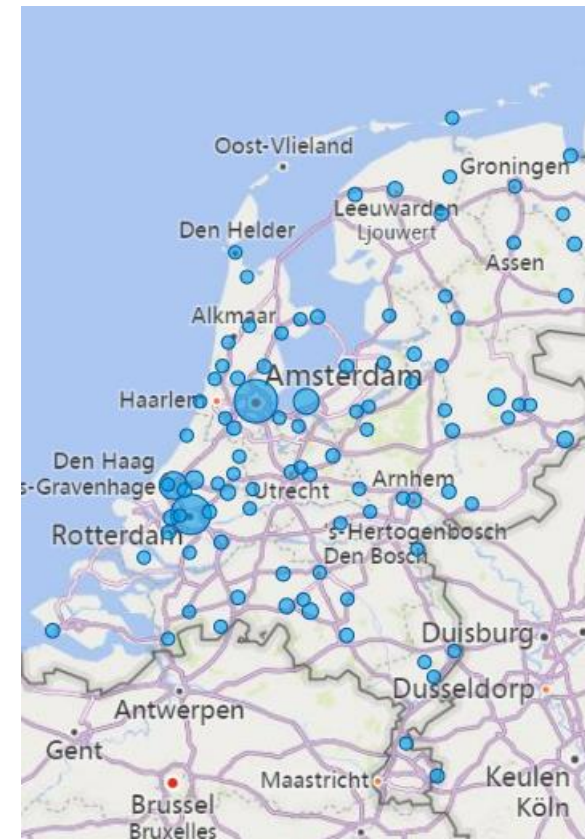 Oost-Vlieland
Groningen
Leeuwarden
Ljouwert
Den Helder
Assen
Alkmaar
Amsterdam
Haarlem
Den Haag
s-Gravenhage
Utrecht
Arnhem
Rotterdam
's-Hertogenbosch
Den Bosch
Duisburg
Dusseldorp
Antwerpen
Gent
Maastricht
Keulen
Köln
Brussel
Bruxelles